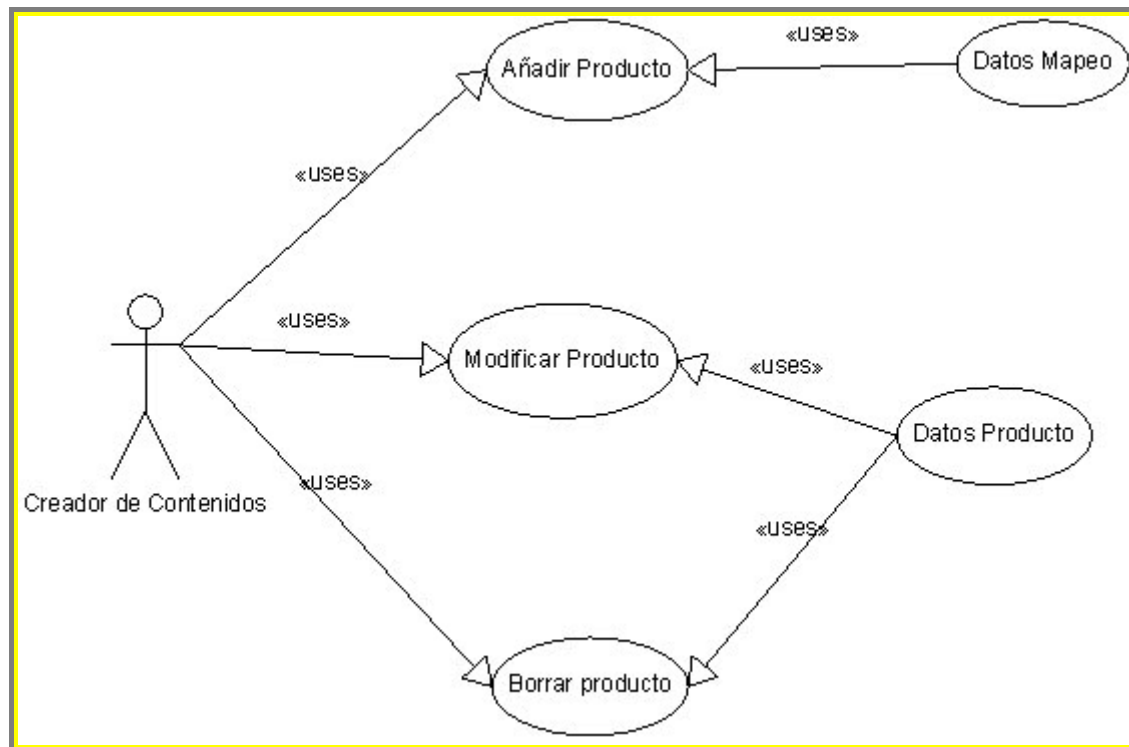 «uses»
Añadir Producto
Datos Mapeo
«uses»
«uses»
Modificar Producto
«uses»
Datos Producto
Creador de Contenidos
«uses»
«uses»
Borrar producto